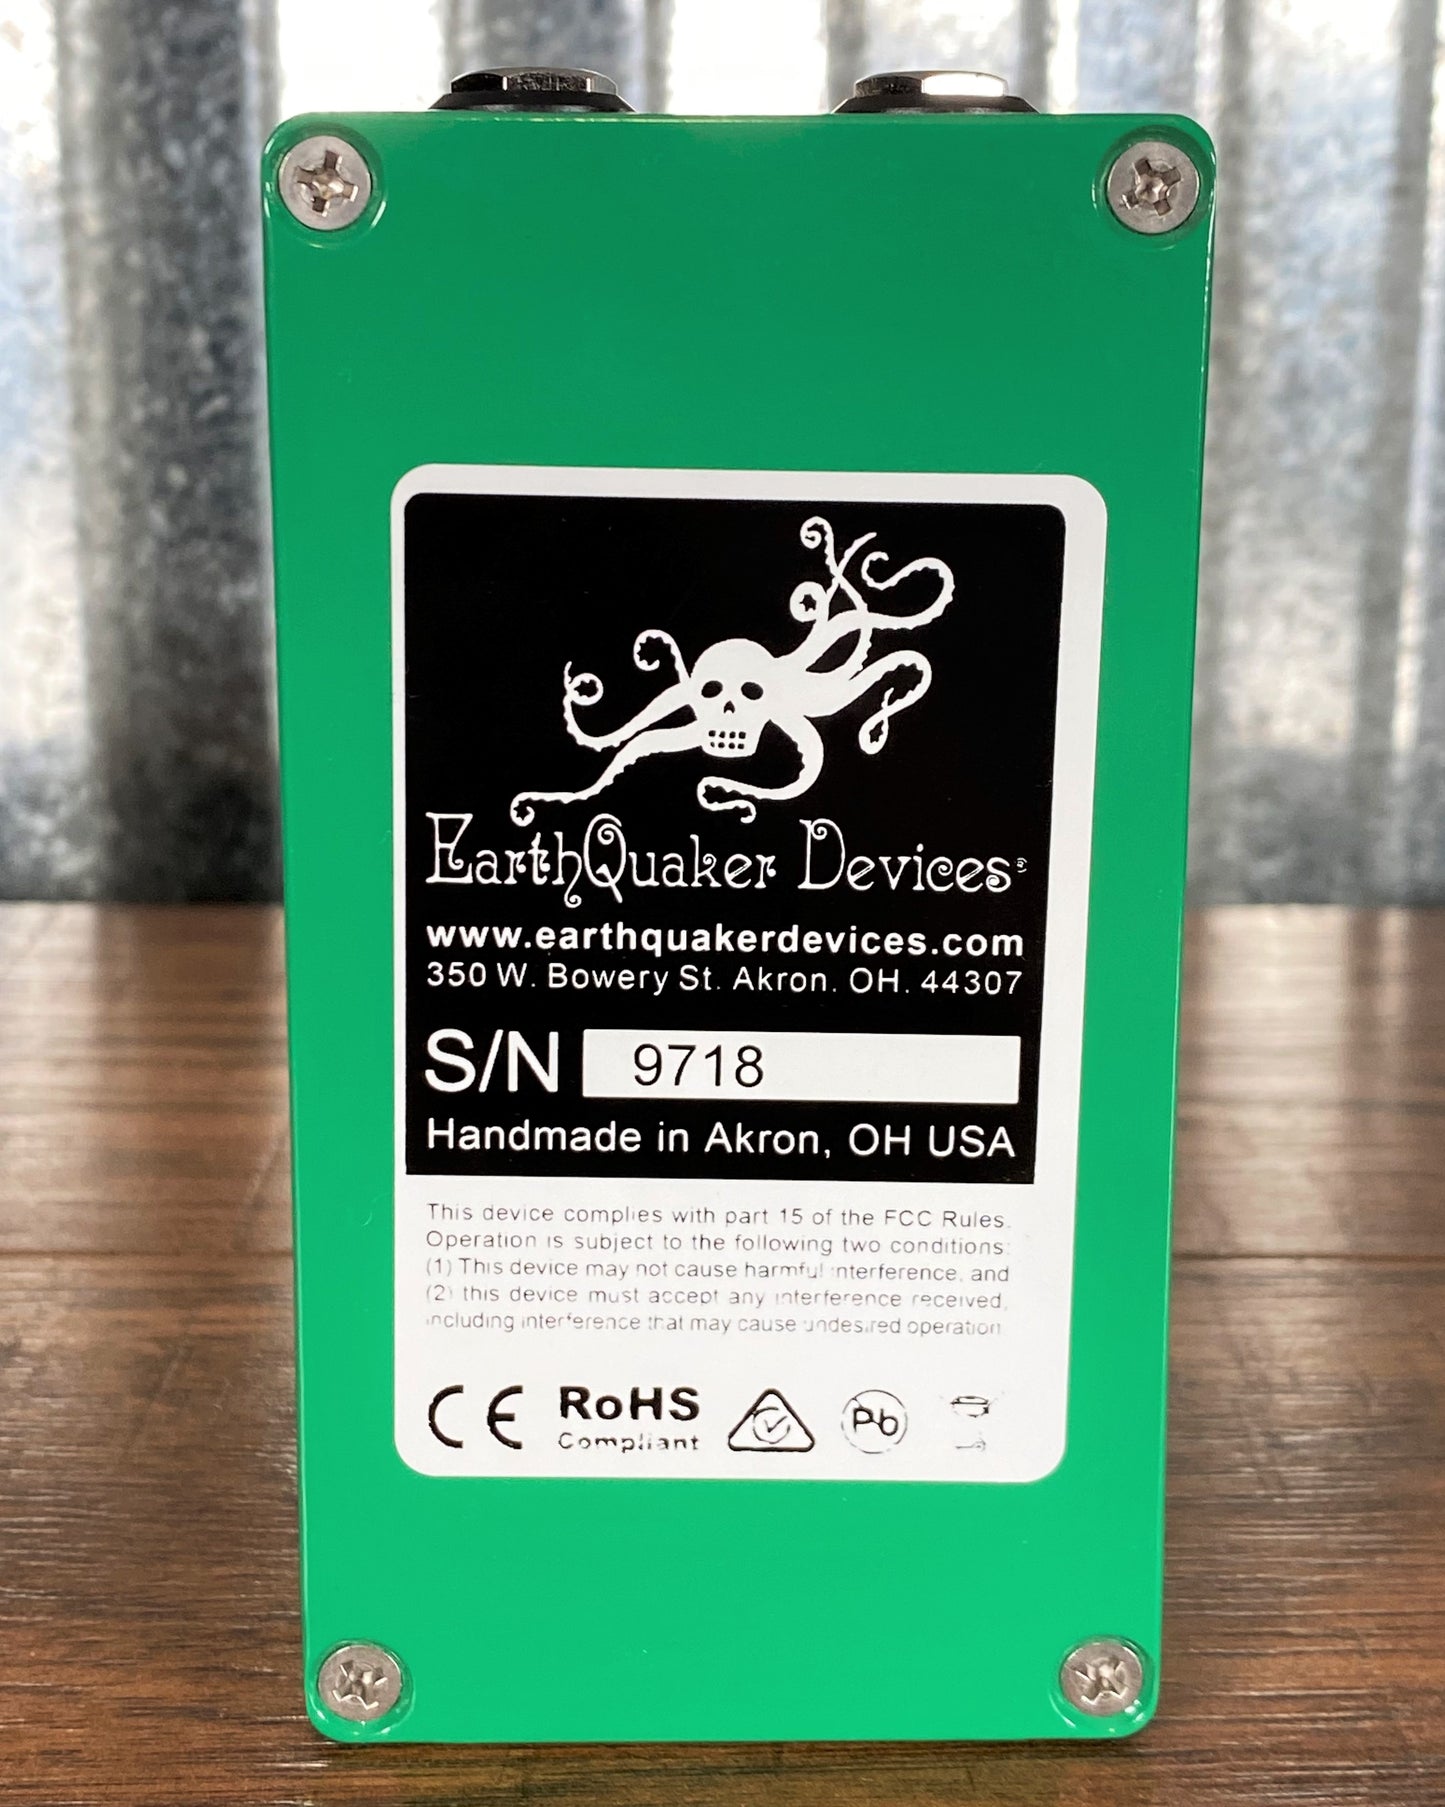 EarthQuaker Devices
www.earthquakerdevices.com
350 W. Bowery St. Akron. OH. 44307
S/N 9718
Handmade in Akron, OH USA
This device complies with part 15 of the FCC Rules.
Operation is subject to the following two conditions:
(1) This device may not cause harmful interference, and
(2) this device must accept any interference received,
including interference that may cause undesired operation
CE RoHS Pb
Compliant